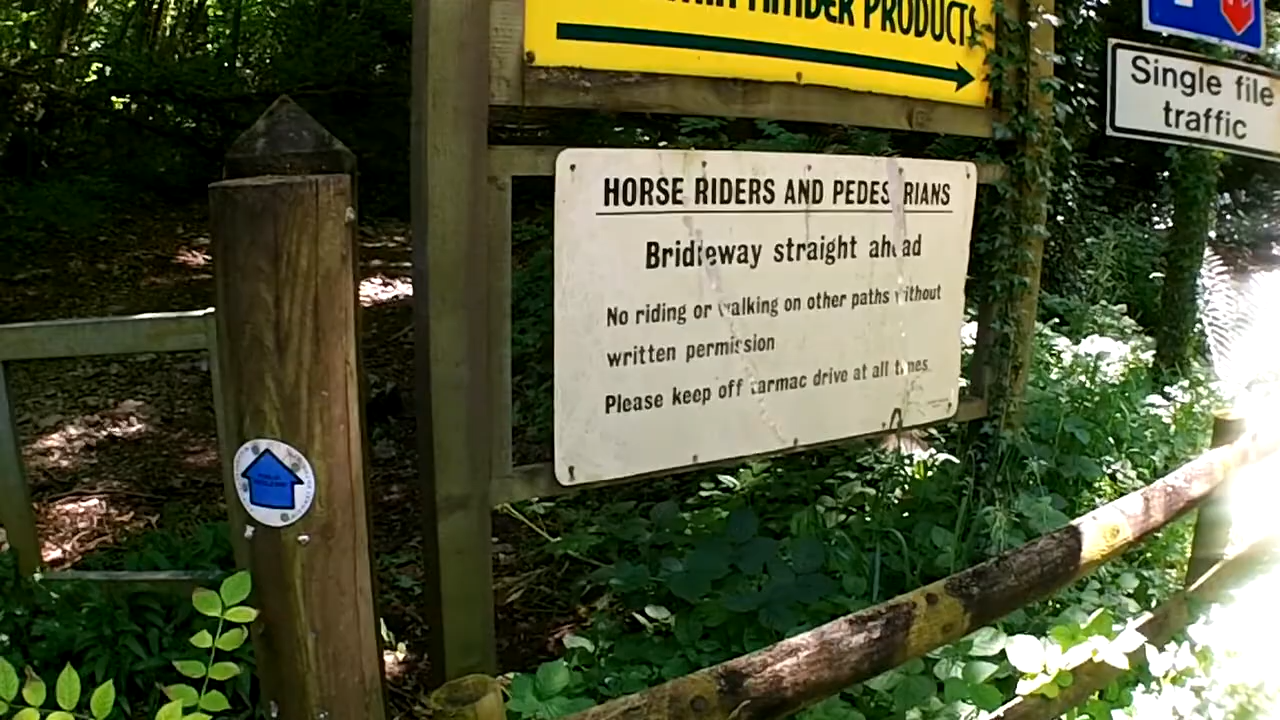 PRODUCTS
Single file
traffic
HORSE RIDERS AND PEDESTRIANS
Bridleway straight ahead
No riding or walking on other paths without
written permission
Please keep off tarmac drive at all times